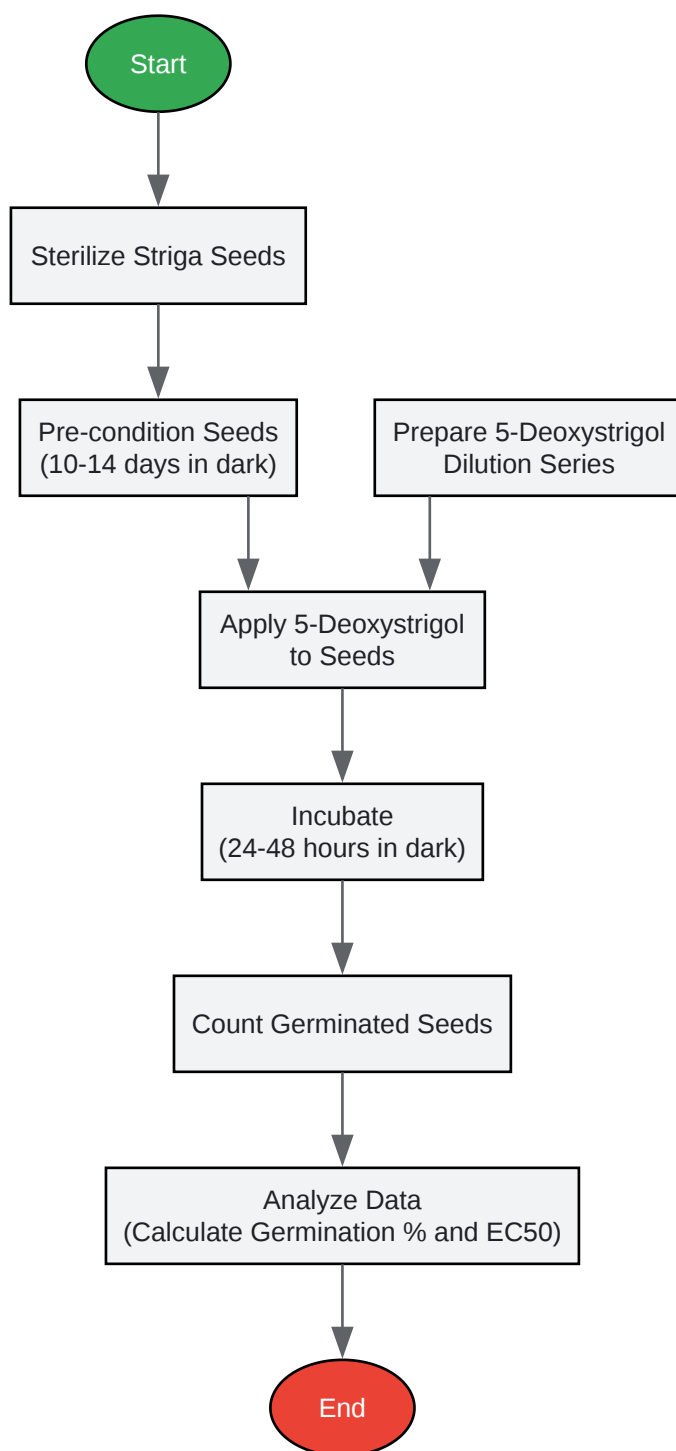 Start
Sterilize Striga Seeds
Pre-condition Seeds
(10-14 days in dark)
Prepare 5-Deoxystrigol
Dilution Series
Apply 5-Deoxystrigol
to Seeds
Incubate
(24-48 hours in dark)
Count Germinated Seeds
Analyze Data
(Calculate Germination % and EC50)
End